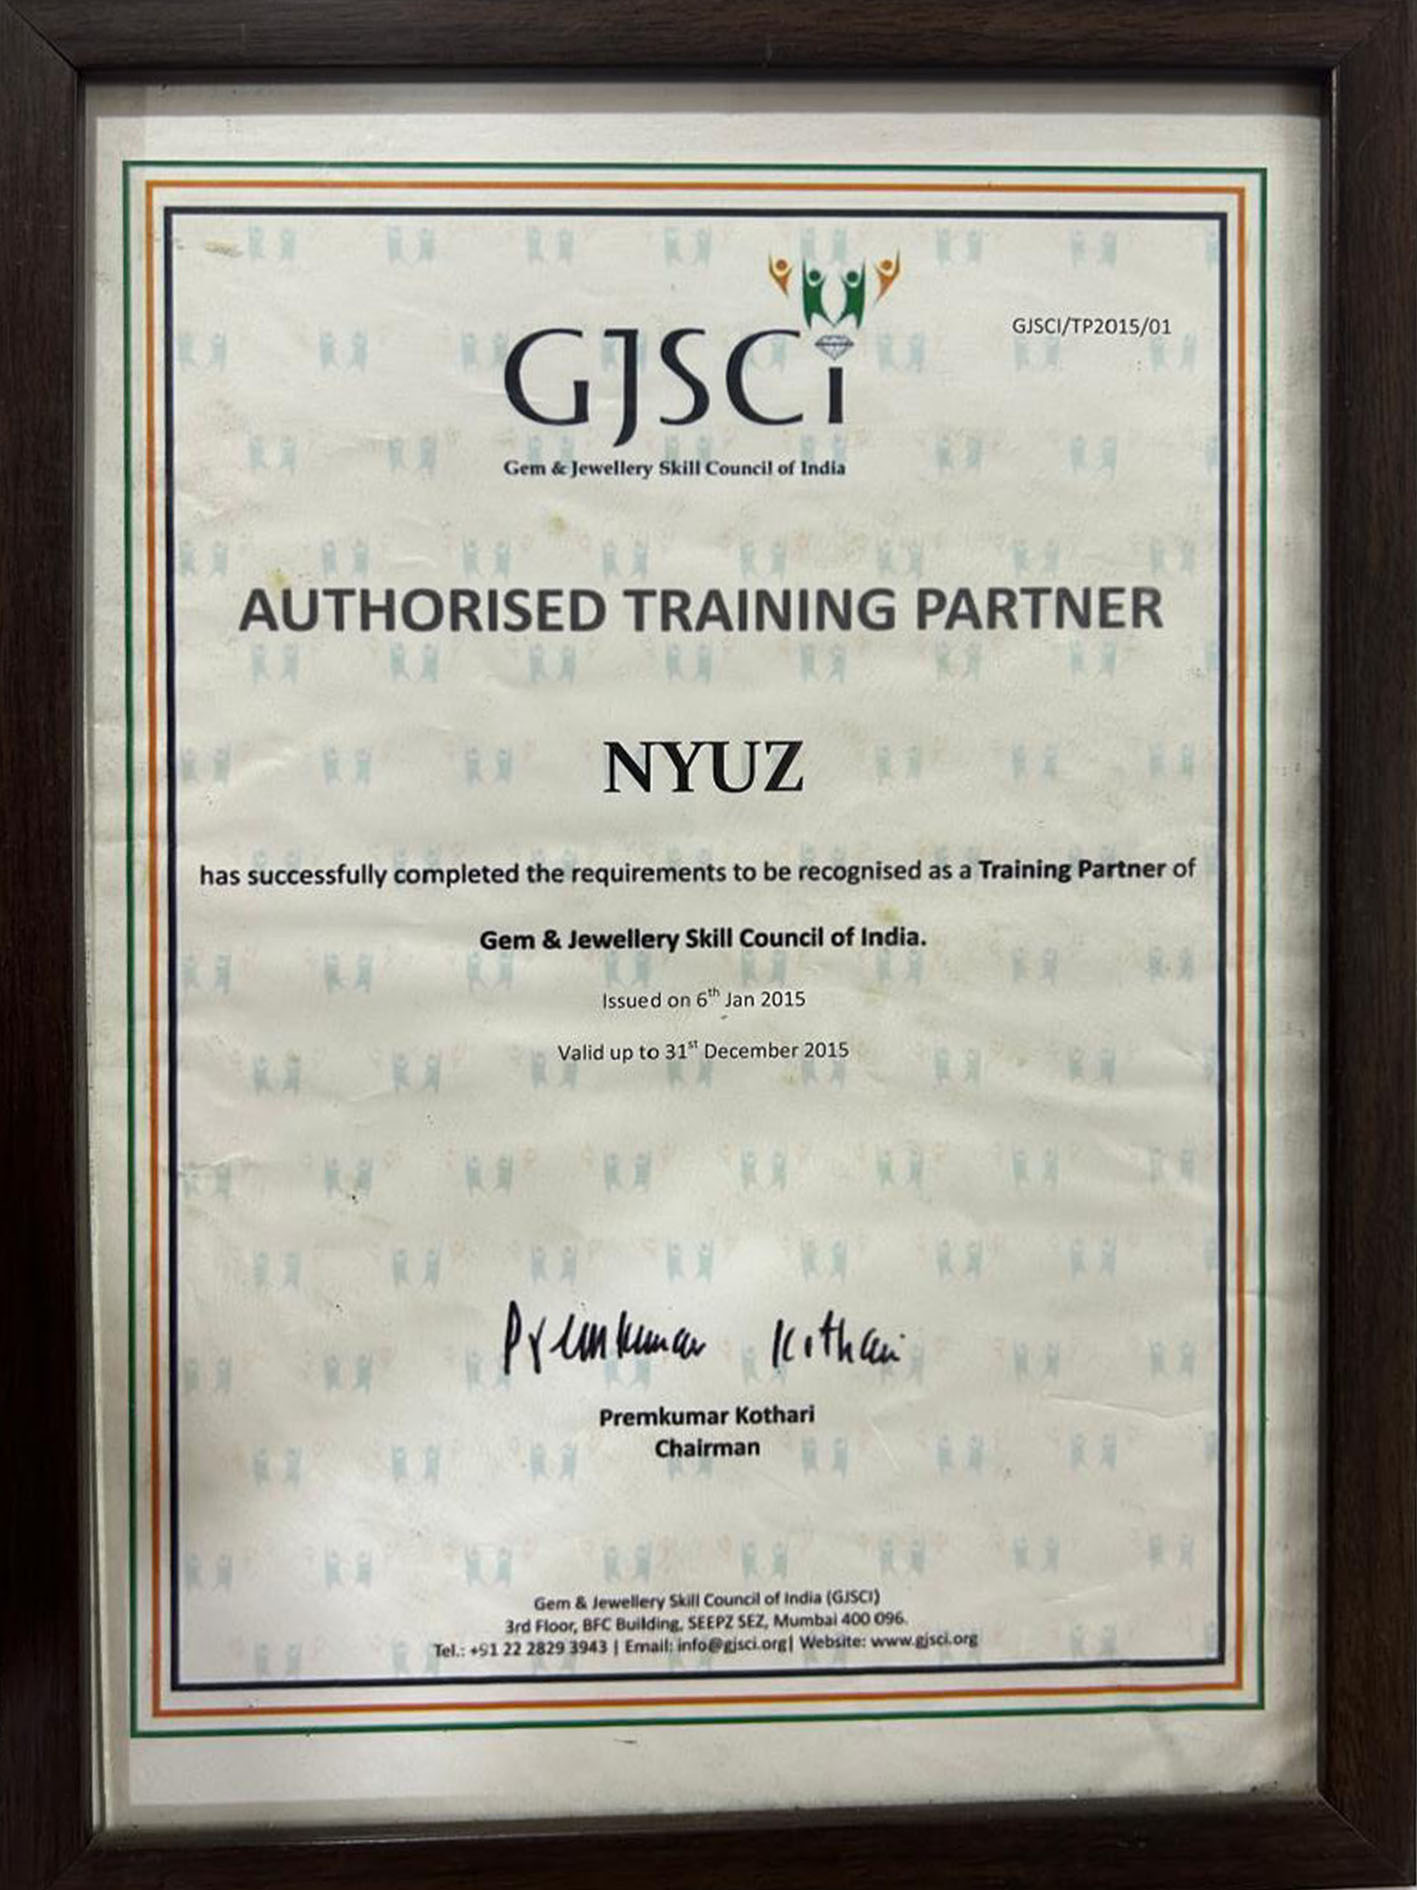 GJSCI/TP2015/01
GJSCi
Gem & Jewellery Skill Council of India
AUTHORISED TRAINING PARTNER
NYUZ
has successfully completed the requirements to be recognised as a Training Partner of
Gem & Jewellery Skill Council of India.
Issued on 6th Jan 2015
Valid up to 31st December 2015
Premkumar Kothari
Premkumar Kothari
Chairman
Gem & Jewellery Skill Council of India (GJSCI)
3rd Floor, BFC Building, SEEPZ SEZ, Mumbai 400 096.
Tel.: +91 22 2829 3943 | Email: info@gjsci.org| Website: www.gjsci.org